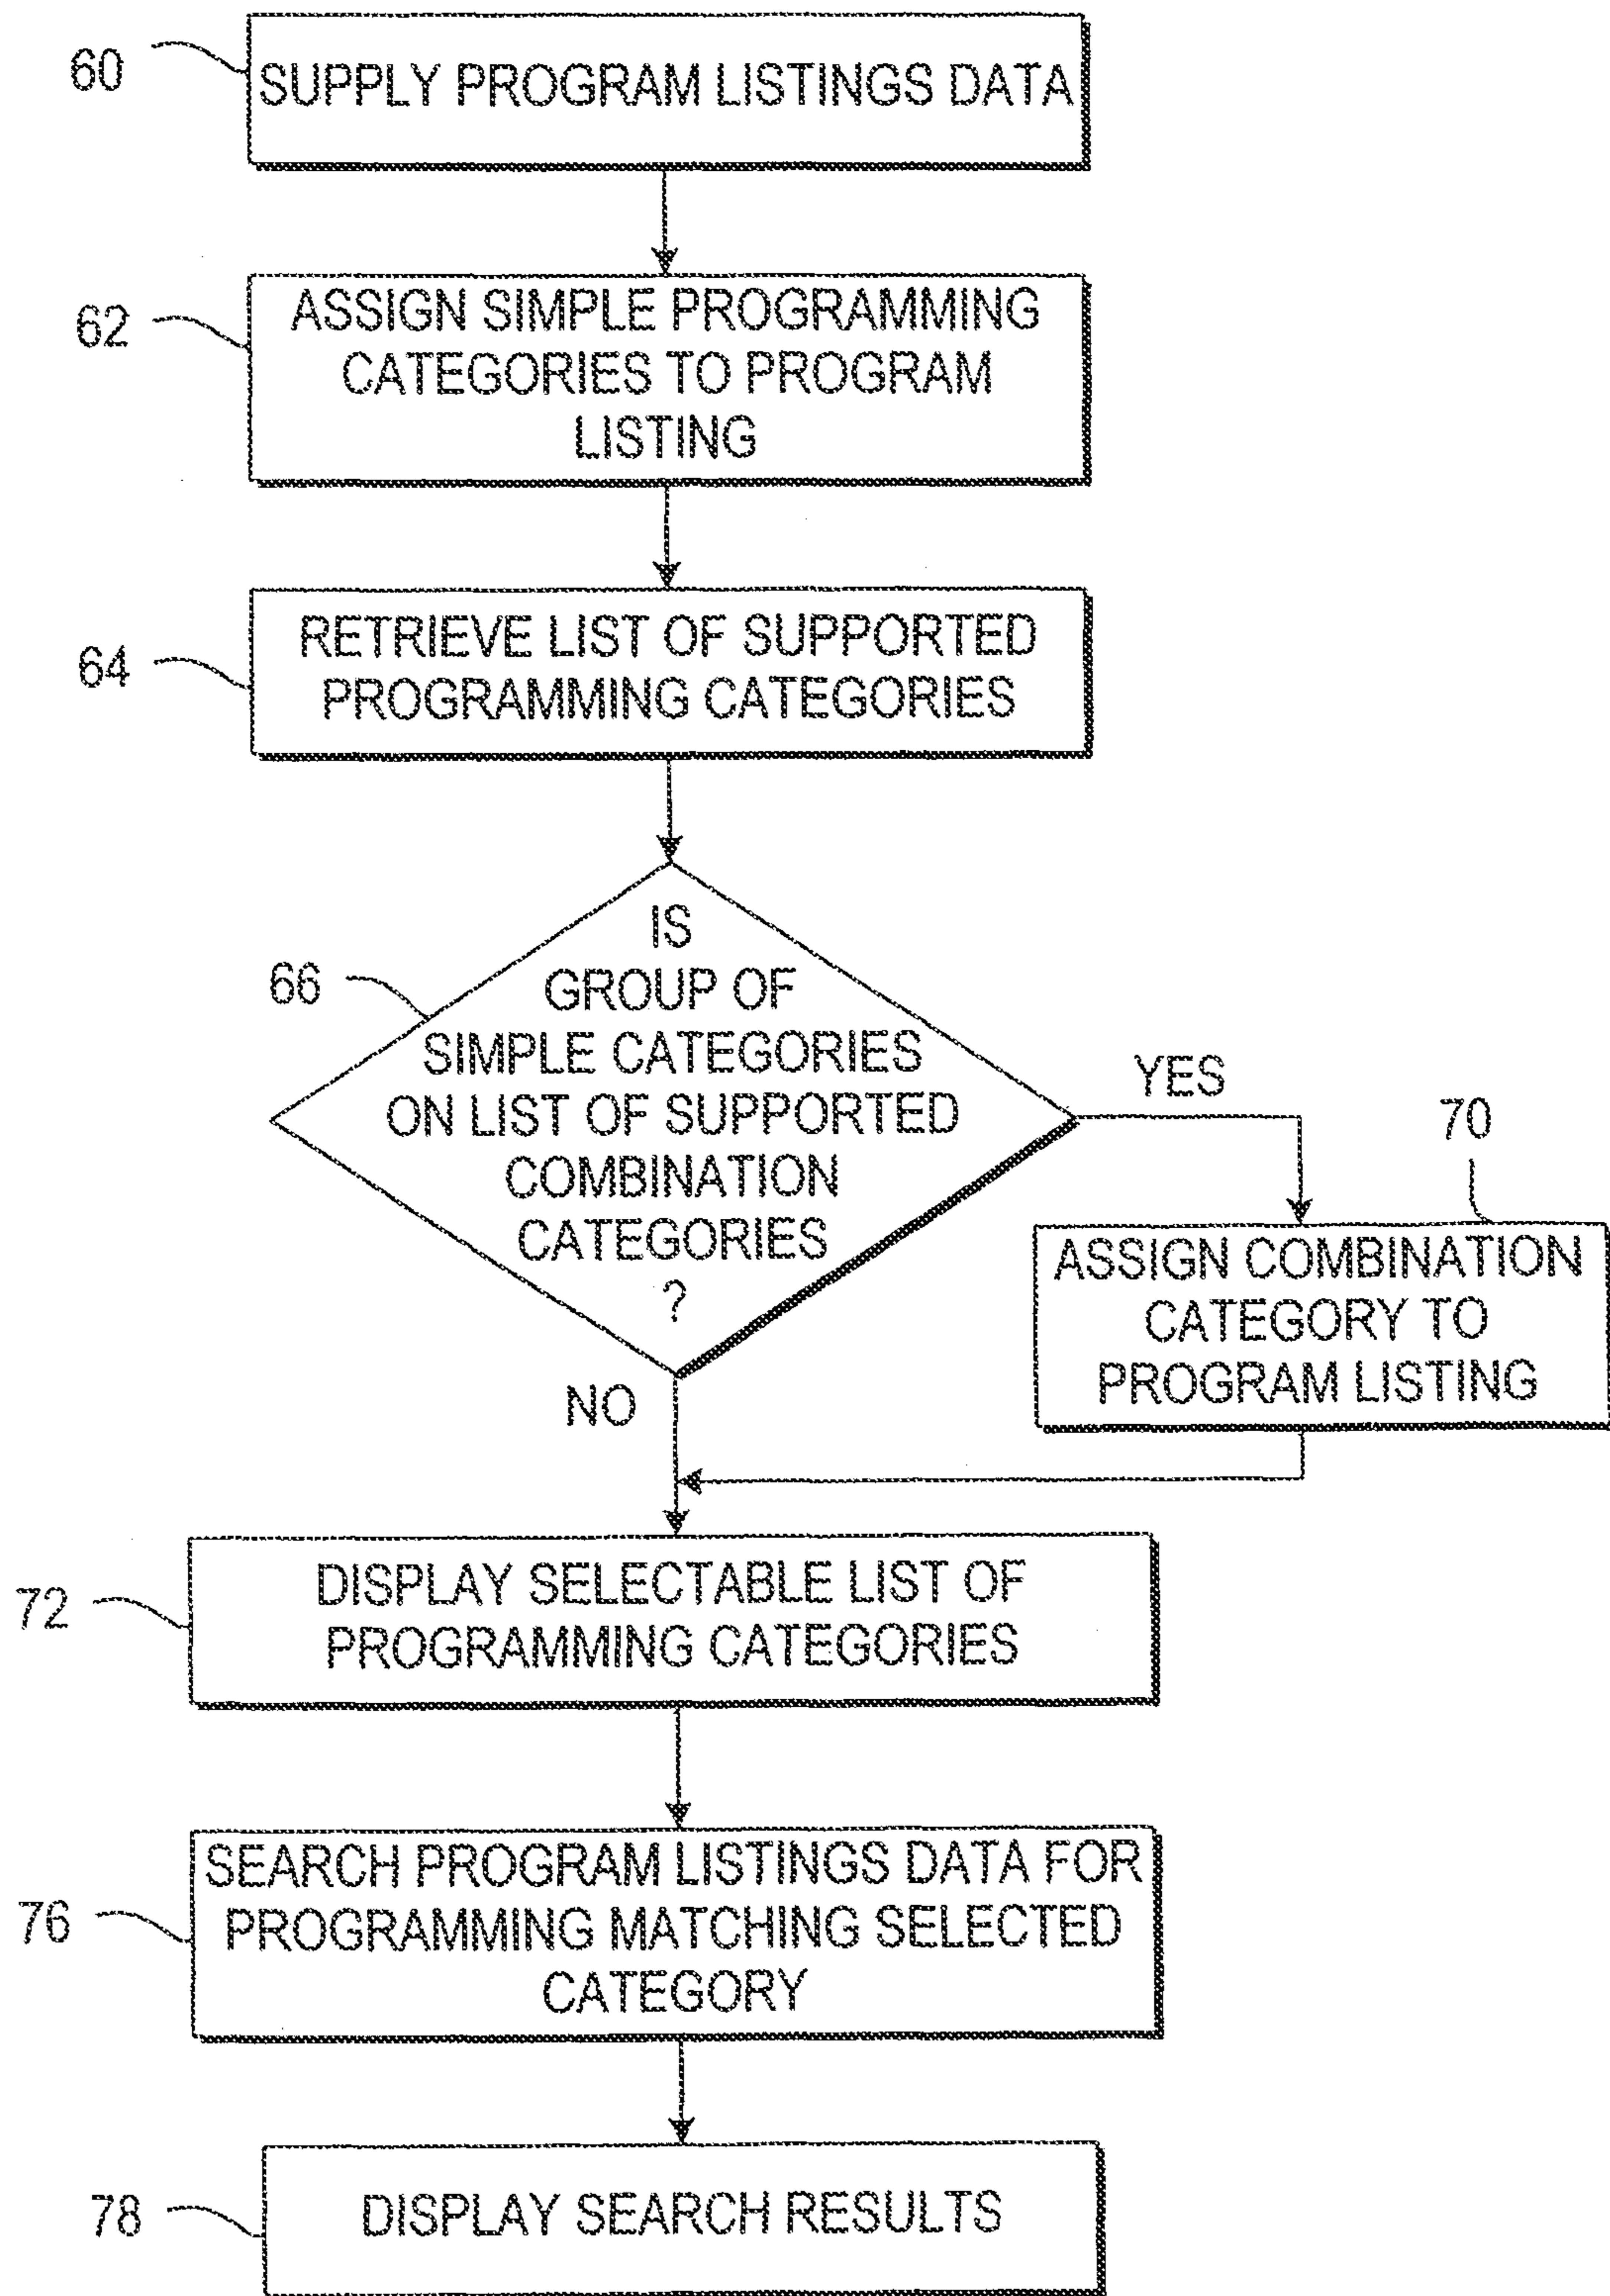 60
SUPPLY PROGRAM LISTINGS DATA
62
ASSIGN SIMPLE PROGRAMMING
CATEGORIES TO PROGRAM
LISTING
64
RETRIEVE LIST OF SUPPORTED
PROGRAMMING CATEGORIES
66
IS
GROUP OF
SIMPLE CATEGORIES
ON LIST OF SUPPORTED
COMBINATION
CATEGORIES
?
YES
70
ASSIGN COMBINATION
CATEGORY TO
PROGRAM LISTING
NO
72
DISPLAY SELECTABLE LIST OF
PROGRAMMING CATEGORIES
76
SEARCH PROGRAM LISTINGS DATA FOR
PROGRAMMING MATCHING SELECTED
CATEGORY
78
DISPLAY SEARCH RESULTS